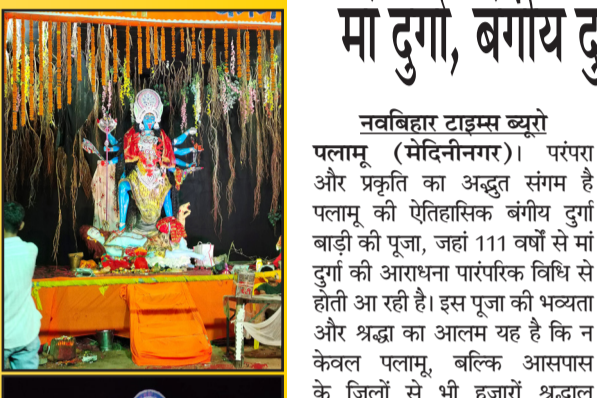 मां दुर्गा, बंगीय
नवबिहार टाइम्स ब्यूरो
पलामू (मेदिनीनगर)। परंपरा
और प्रकृति का अद्भुत संगम है
पलामू की ऐतिहासिक बंगीय दुर्गा
बाड़ी की पूजा, जहां 111 वर्षों से मां
दुर्गा की आराधना पारंपरिक विधि से
होती आ रही है। इस पूजा की भव्यता
और श्रद्धा का आलम यह है कि न
केवल पलामू, बल्कि आसपास
के जिलों से भी हजारों श्रद्धालु